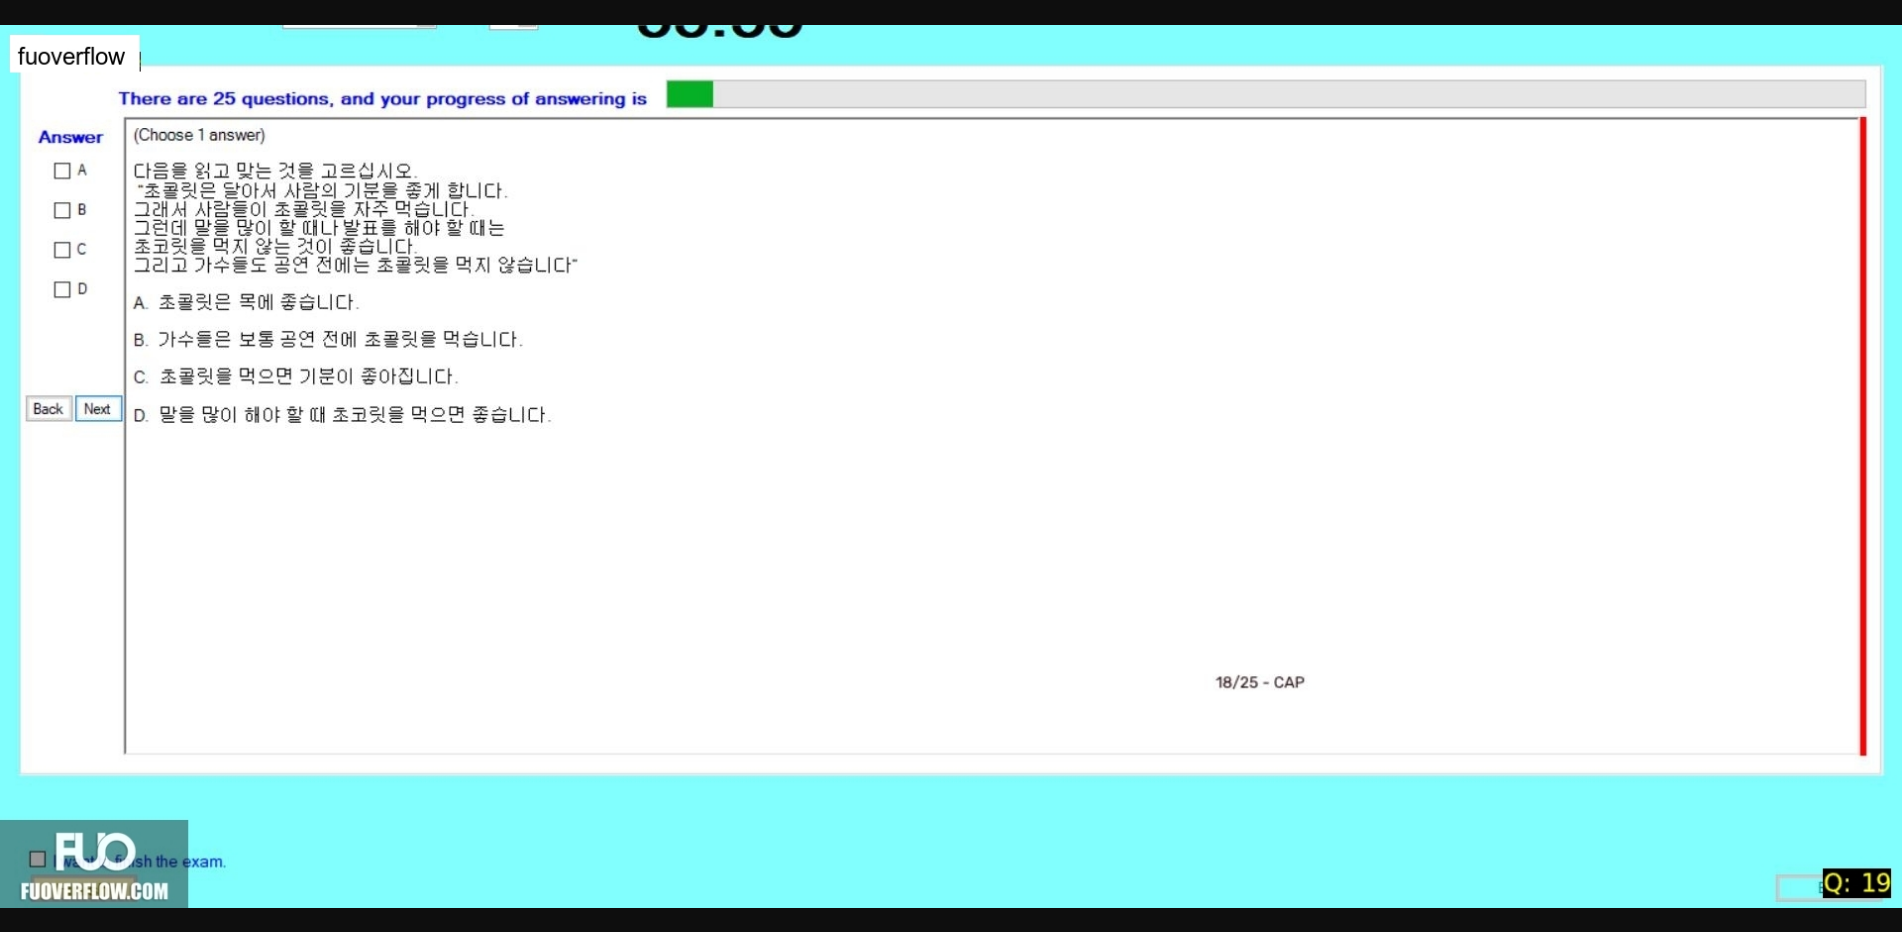 fuoverflow
There are 25 questions, and your progress of answering is
Answer
(Choose 1 answer)
A
B
C
D
다음을 읽고 맞는 것을 고르십시오.
"초콜릿은 달아서 사람의 기분을 좋게 합니다.
그래서 사람들이 초콜릿을 자주 먹습니다.
그런데 말을 많이 할 때나 발표를 해야 할 때는
초코릿을 먹지 않는 것이 좋습니다.
그리고 가수들도 공연 전에는 초콜릿을 먹지 않습니다"
A. 초콜릿은 목에 좋습니다.
B. 가수들은 보통 공연 전에 초콜릿을 먹습니다.
C. 초콜릿을 먹으면 기분이 좋아집니다.
D. 말을 많이 해야 할 때 초코릿을 먹으면 좋습니다.
Back Next
18/25 - CAP
FUO
the exam.
FUOVERFLOW.COM
Q: 19